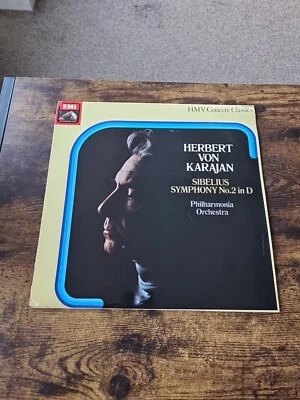 EMI
HMV Concert Classics
HERBERT
VON
KARAJAN
SIBELIUS
SYMPHONY No.2 in D
Philharmonia
Orchestra